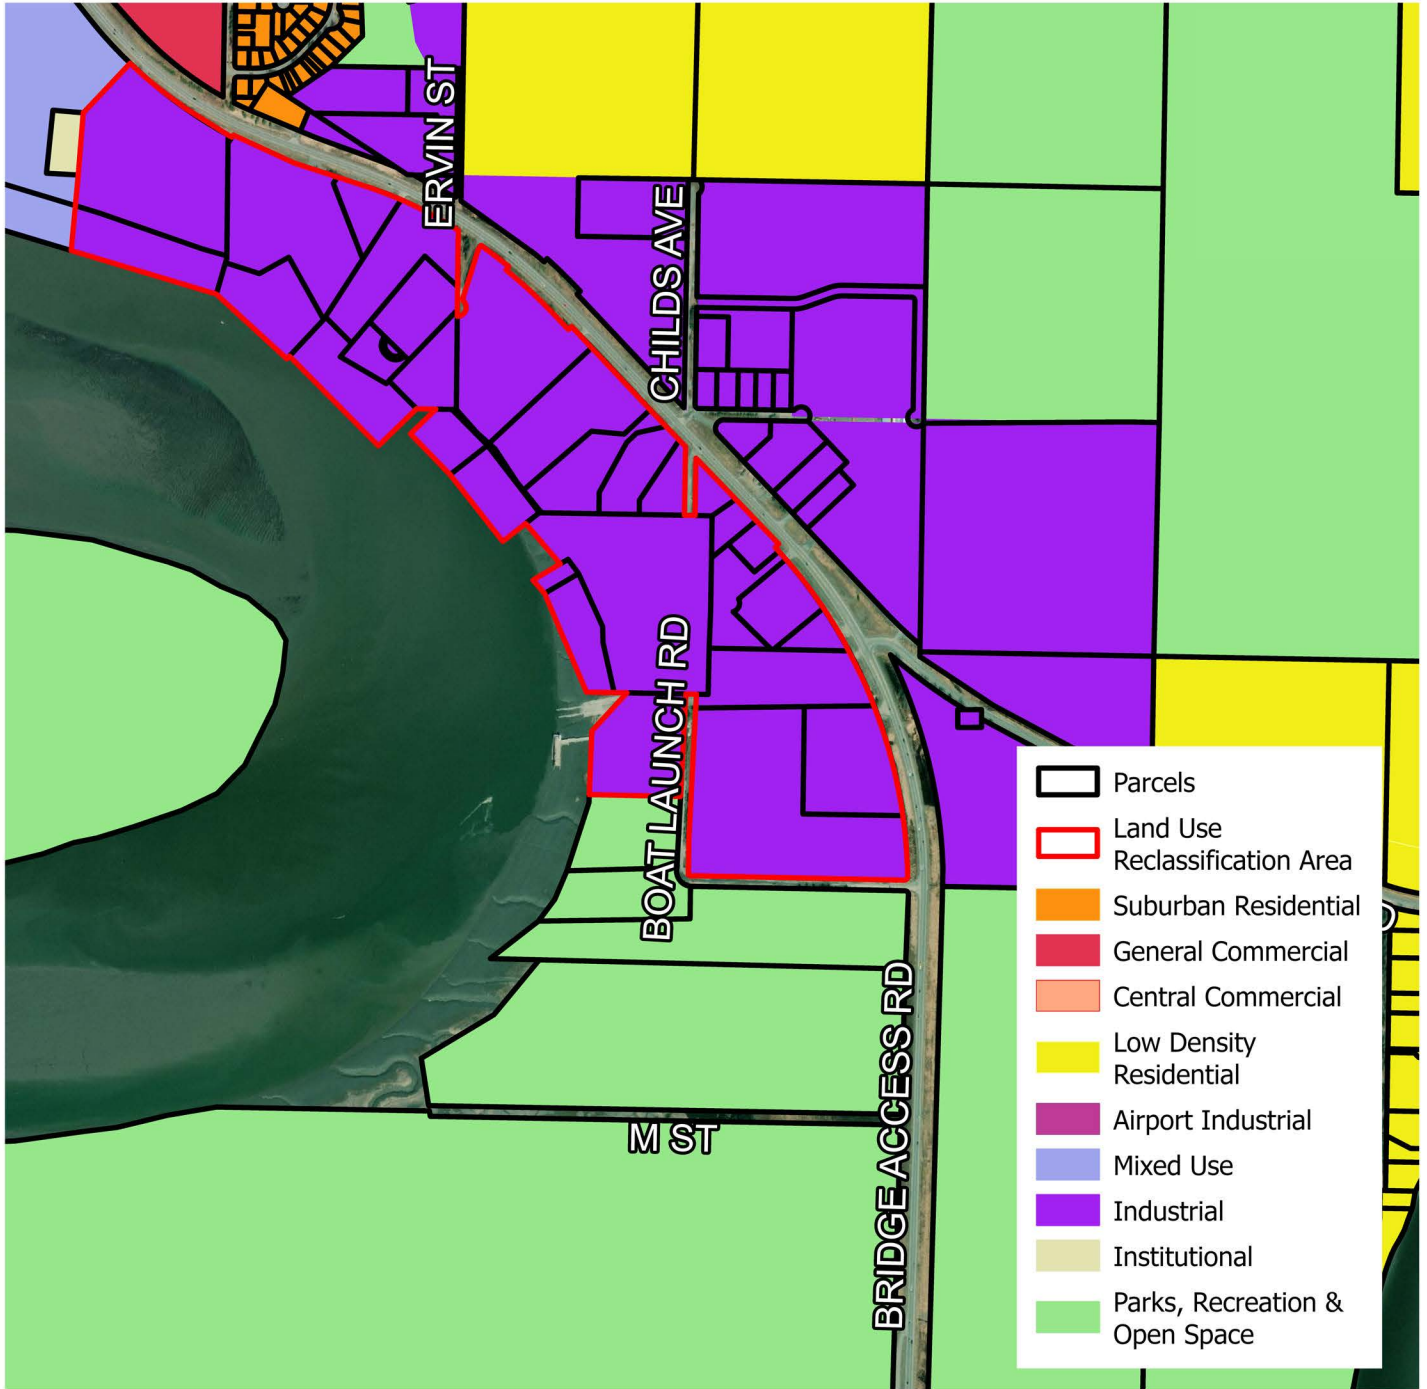 ERVIN ST
CHILDS AVE
BOAT LAUNCH RD
BRIDGE ACCESS RD
M ST
Parcels
Land Use
Reclassification Area
Suburban Residential
General Commercial
Central Commercial
Low Density
Residential
Airport Industrial
Mixed Use
Industrial
Institutional
Parks, Recreation &
Open Space